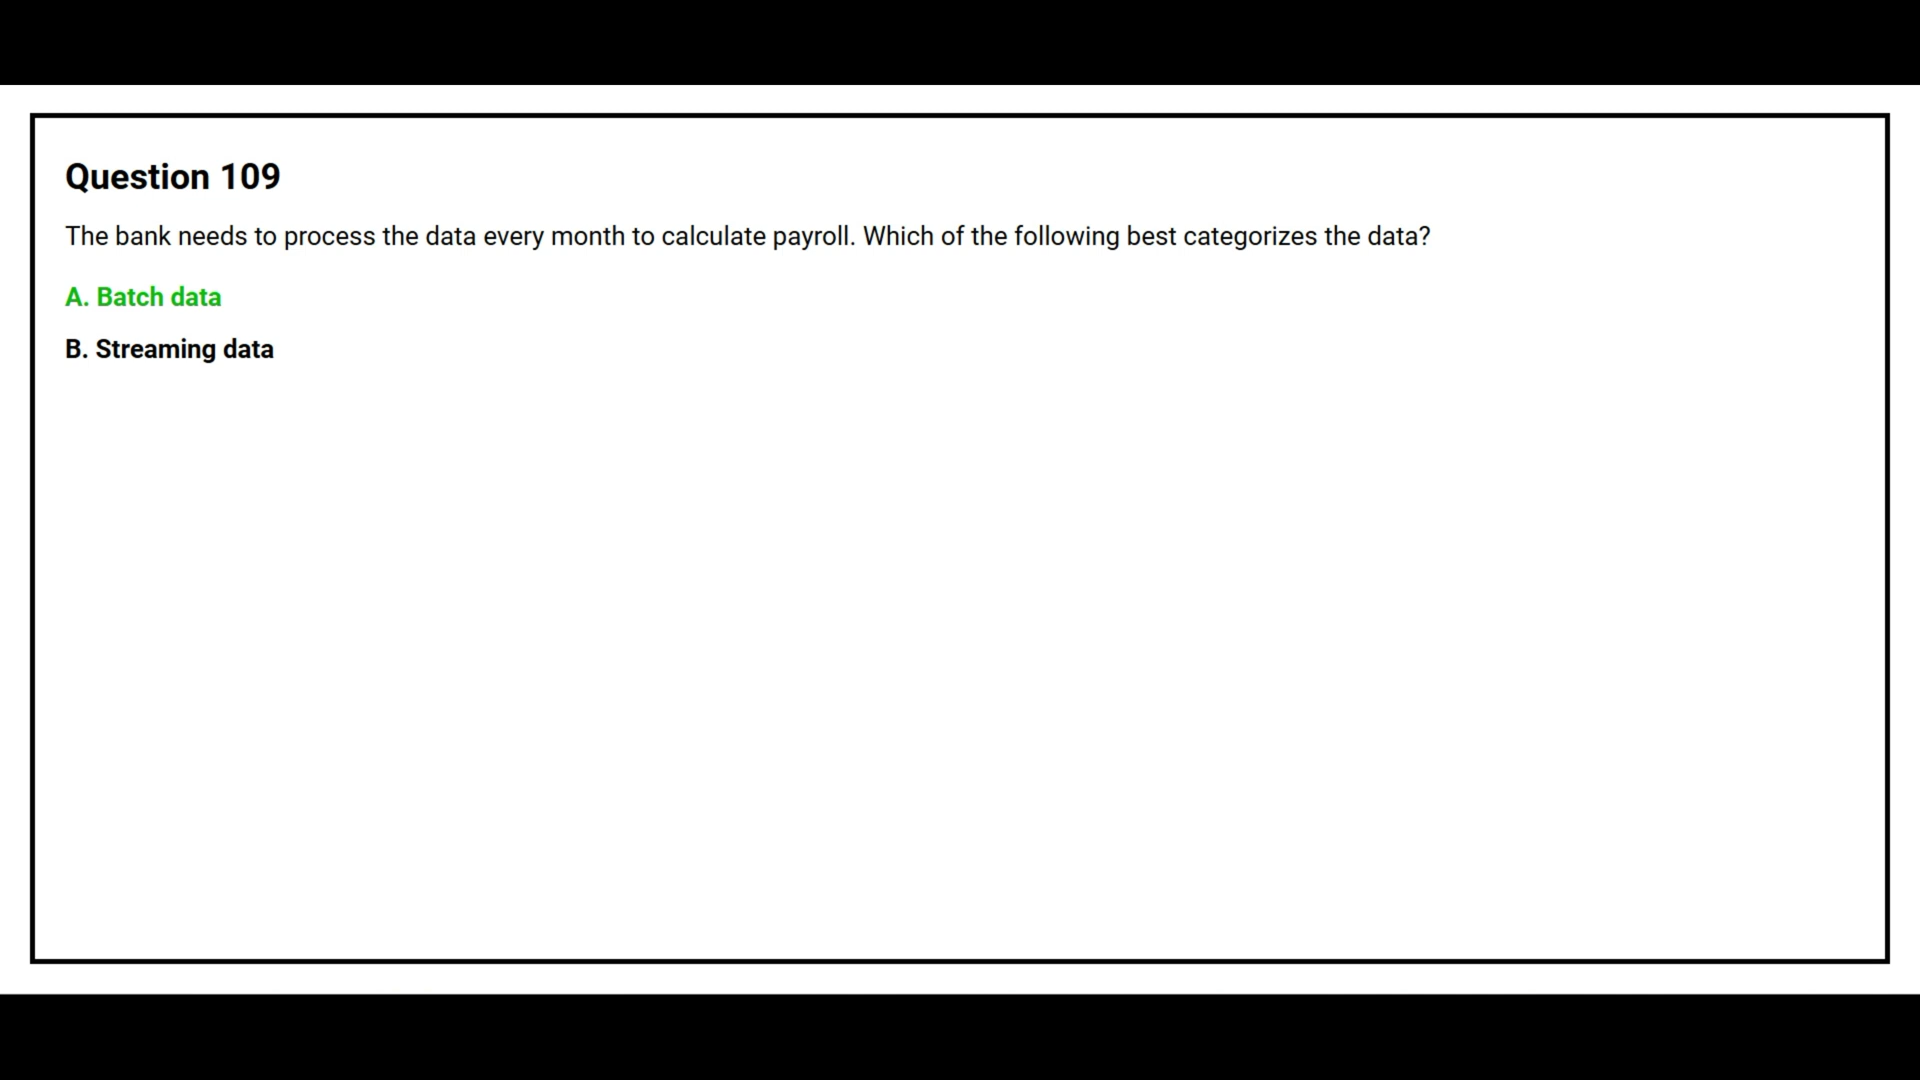 Question 109
The bank needs to process the data every month to calculate payroll. Which of the following best categorizes the data?
A. Batch data
B. Streaming data